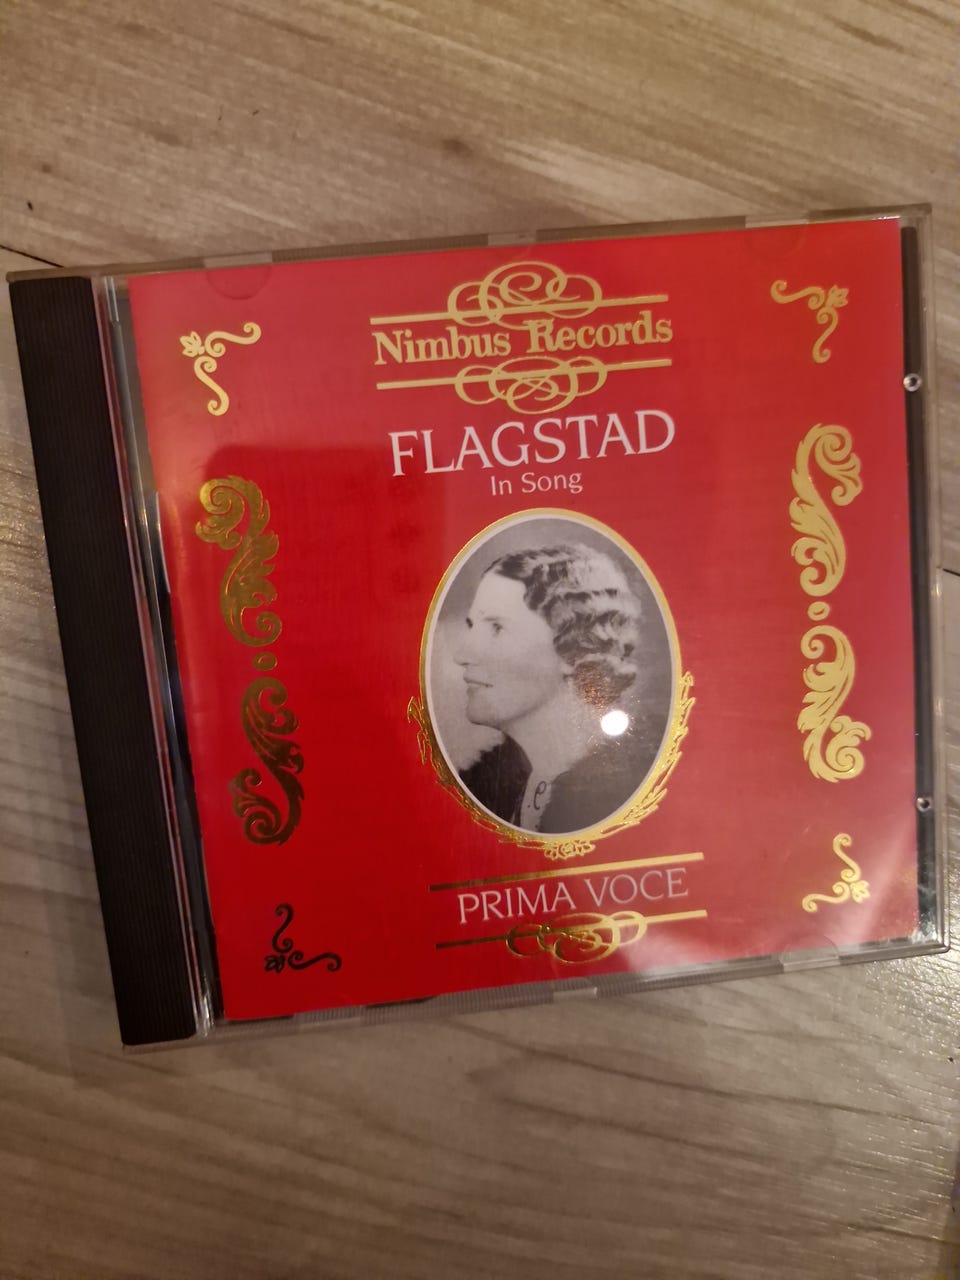 Nimbus Records
FLAGSTAD
In Song
PRIMA VOCE